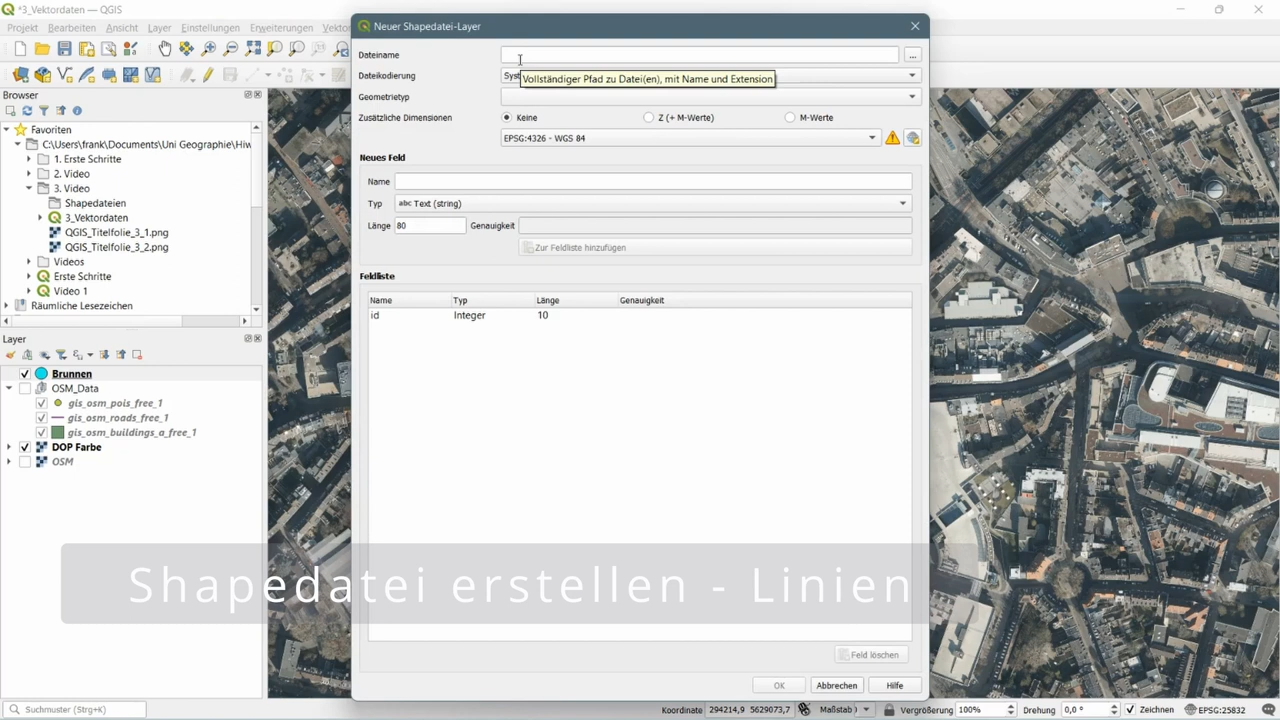 *3_Vektordaten — QGIS
Projekt Bearbeiten Ansicht Layer Einstellungen Erweiterungen Vektor
Neuer Shapedatei-Layer
Dateiname
...
Dateikodierung
Syst
Vollständiger Pfad zu Datei(en), mit Name und Extension
Geometrietyp
Zusätzliche Dimensionen
Keine
Z (+ M-Werte)
M-Werte
EPSG:4326 - WGS 84
Neues Feld
Name
Typ
abc Text (string)
Länge
80
Genauigkeit
Zur Feldliste hinzufügen
Feldliste
Name Typ Länge Genauigkeit
id Integer 10
Feld löschen
OK
Abbrechen
Hilfe
Browser
Favoriten
C:\Users\frank\Documents\Uni Geographie\Hiw
1. Erste Schritte
2. Video
3. Video
Shapedateien
3_Vektordaten
QGIS_Titelfolie_3_1.png
QGIS_Titelfolie_3_2.png
Videos
Erste Schritte
Video 1
Räumliche Lesezeichen
Layer
Brunnen
OSM_Data
gis_osm_pois_free_1
gis_osm_roads_free_1
gis_osm_buildings_a_free_1
DOP Farbe
OSM
Shapedatei erstellen - Linien
Suchmuster (Strg+K)
Koordinate 294214,9 5629073,7 Maßstab Vergrößerung 100% Drehung 0,0 ° Zeichnen EPSG:25832